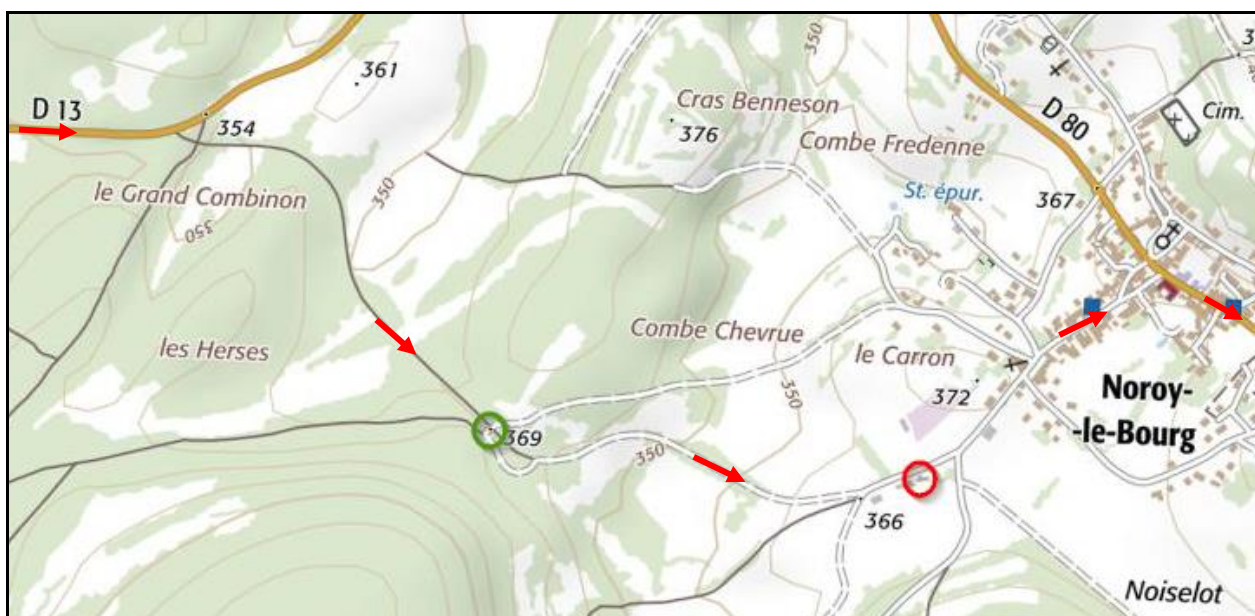 361
D 13
354
Cras Benneson
376
Combe Fredenne
350
D 80
Cim.
St. épur.
367
le Grand Combinon
350
350
les Herses
Combe Chevrue
le Carron
350
372
Noroy-
-le-Bourg
369
350
366
Noiselot